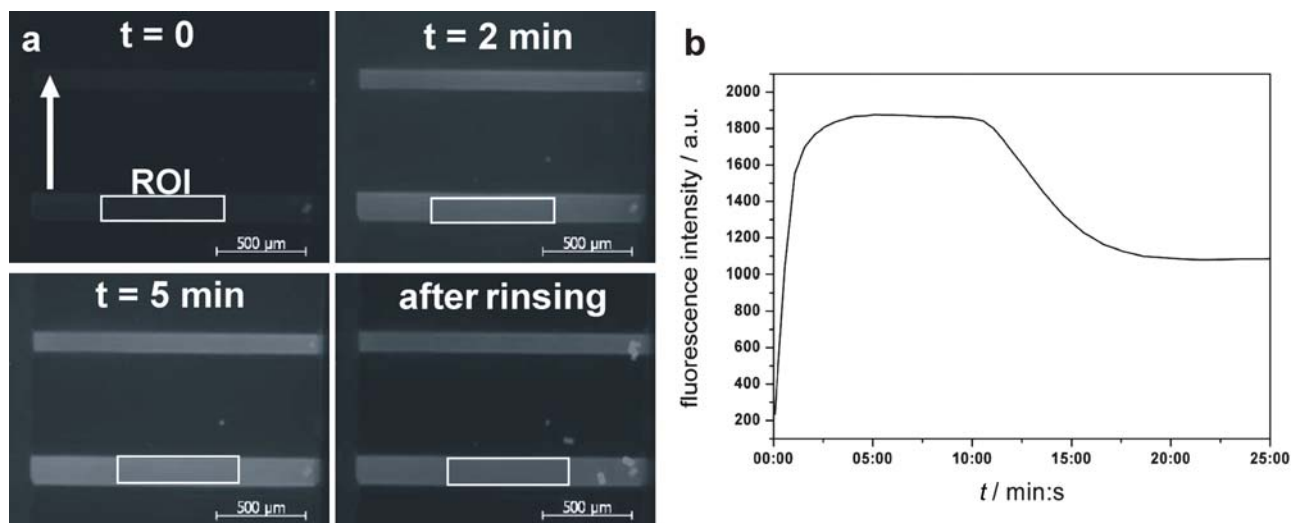 a
t = 0
ROI
500 µm
t = 2 min
500 µm
t = 5 min
500 µm
after rinsing
500 µm
b
fluorescence intensity / a.u.
2000
1800
1600
1400
1200
1000
800
600
400
200
00:00 05:00 10:00 15:00 20:00 25:00
t / min:s